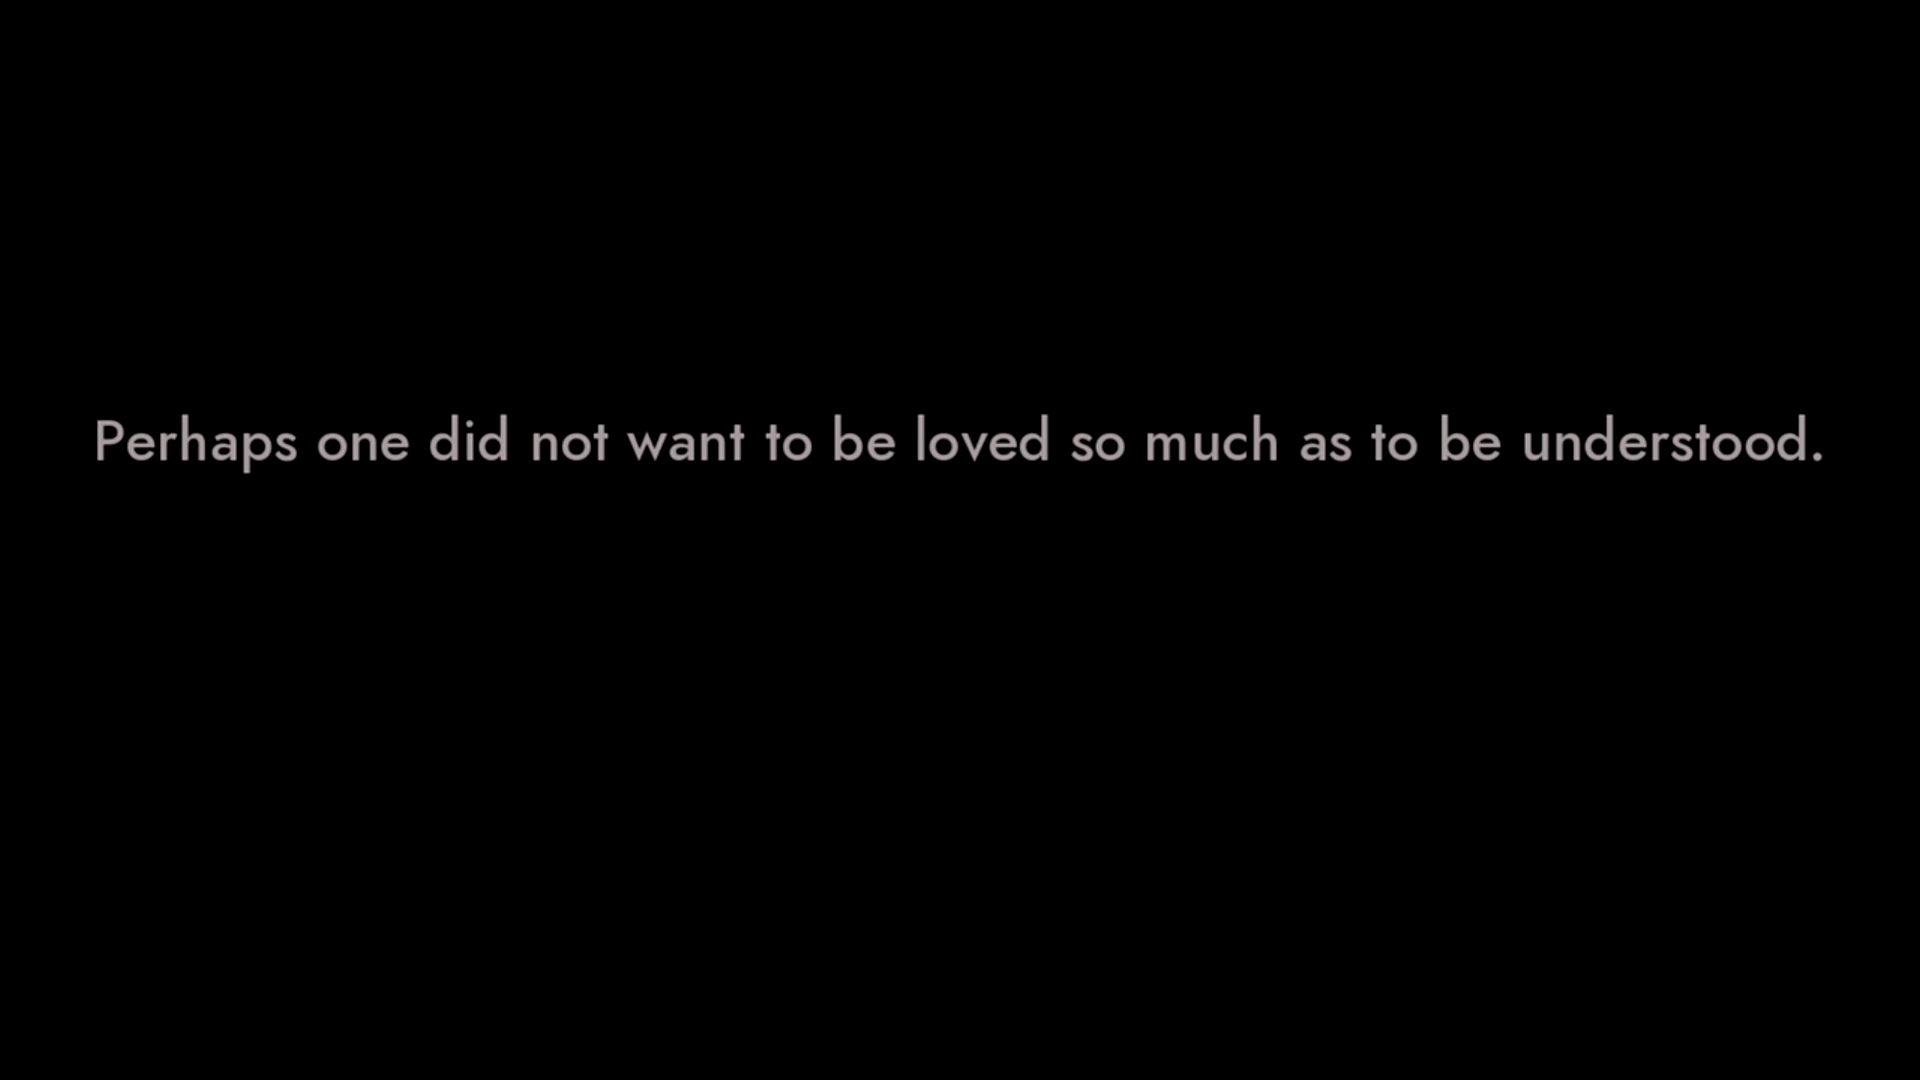 Perhaps one did not want to be loved so much as to be understood.